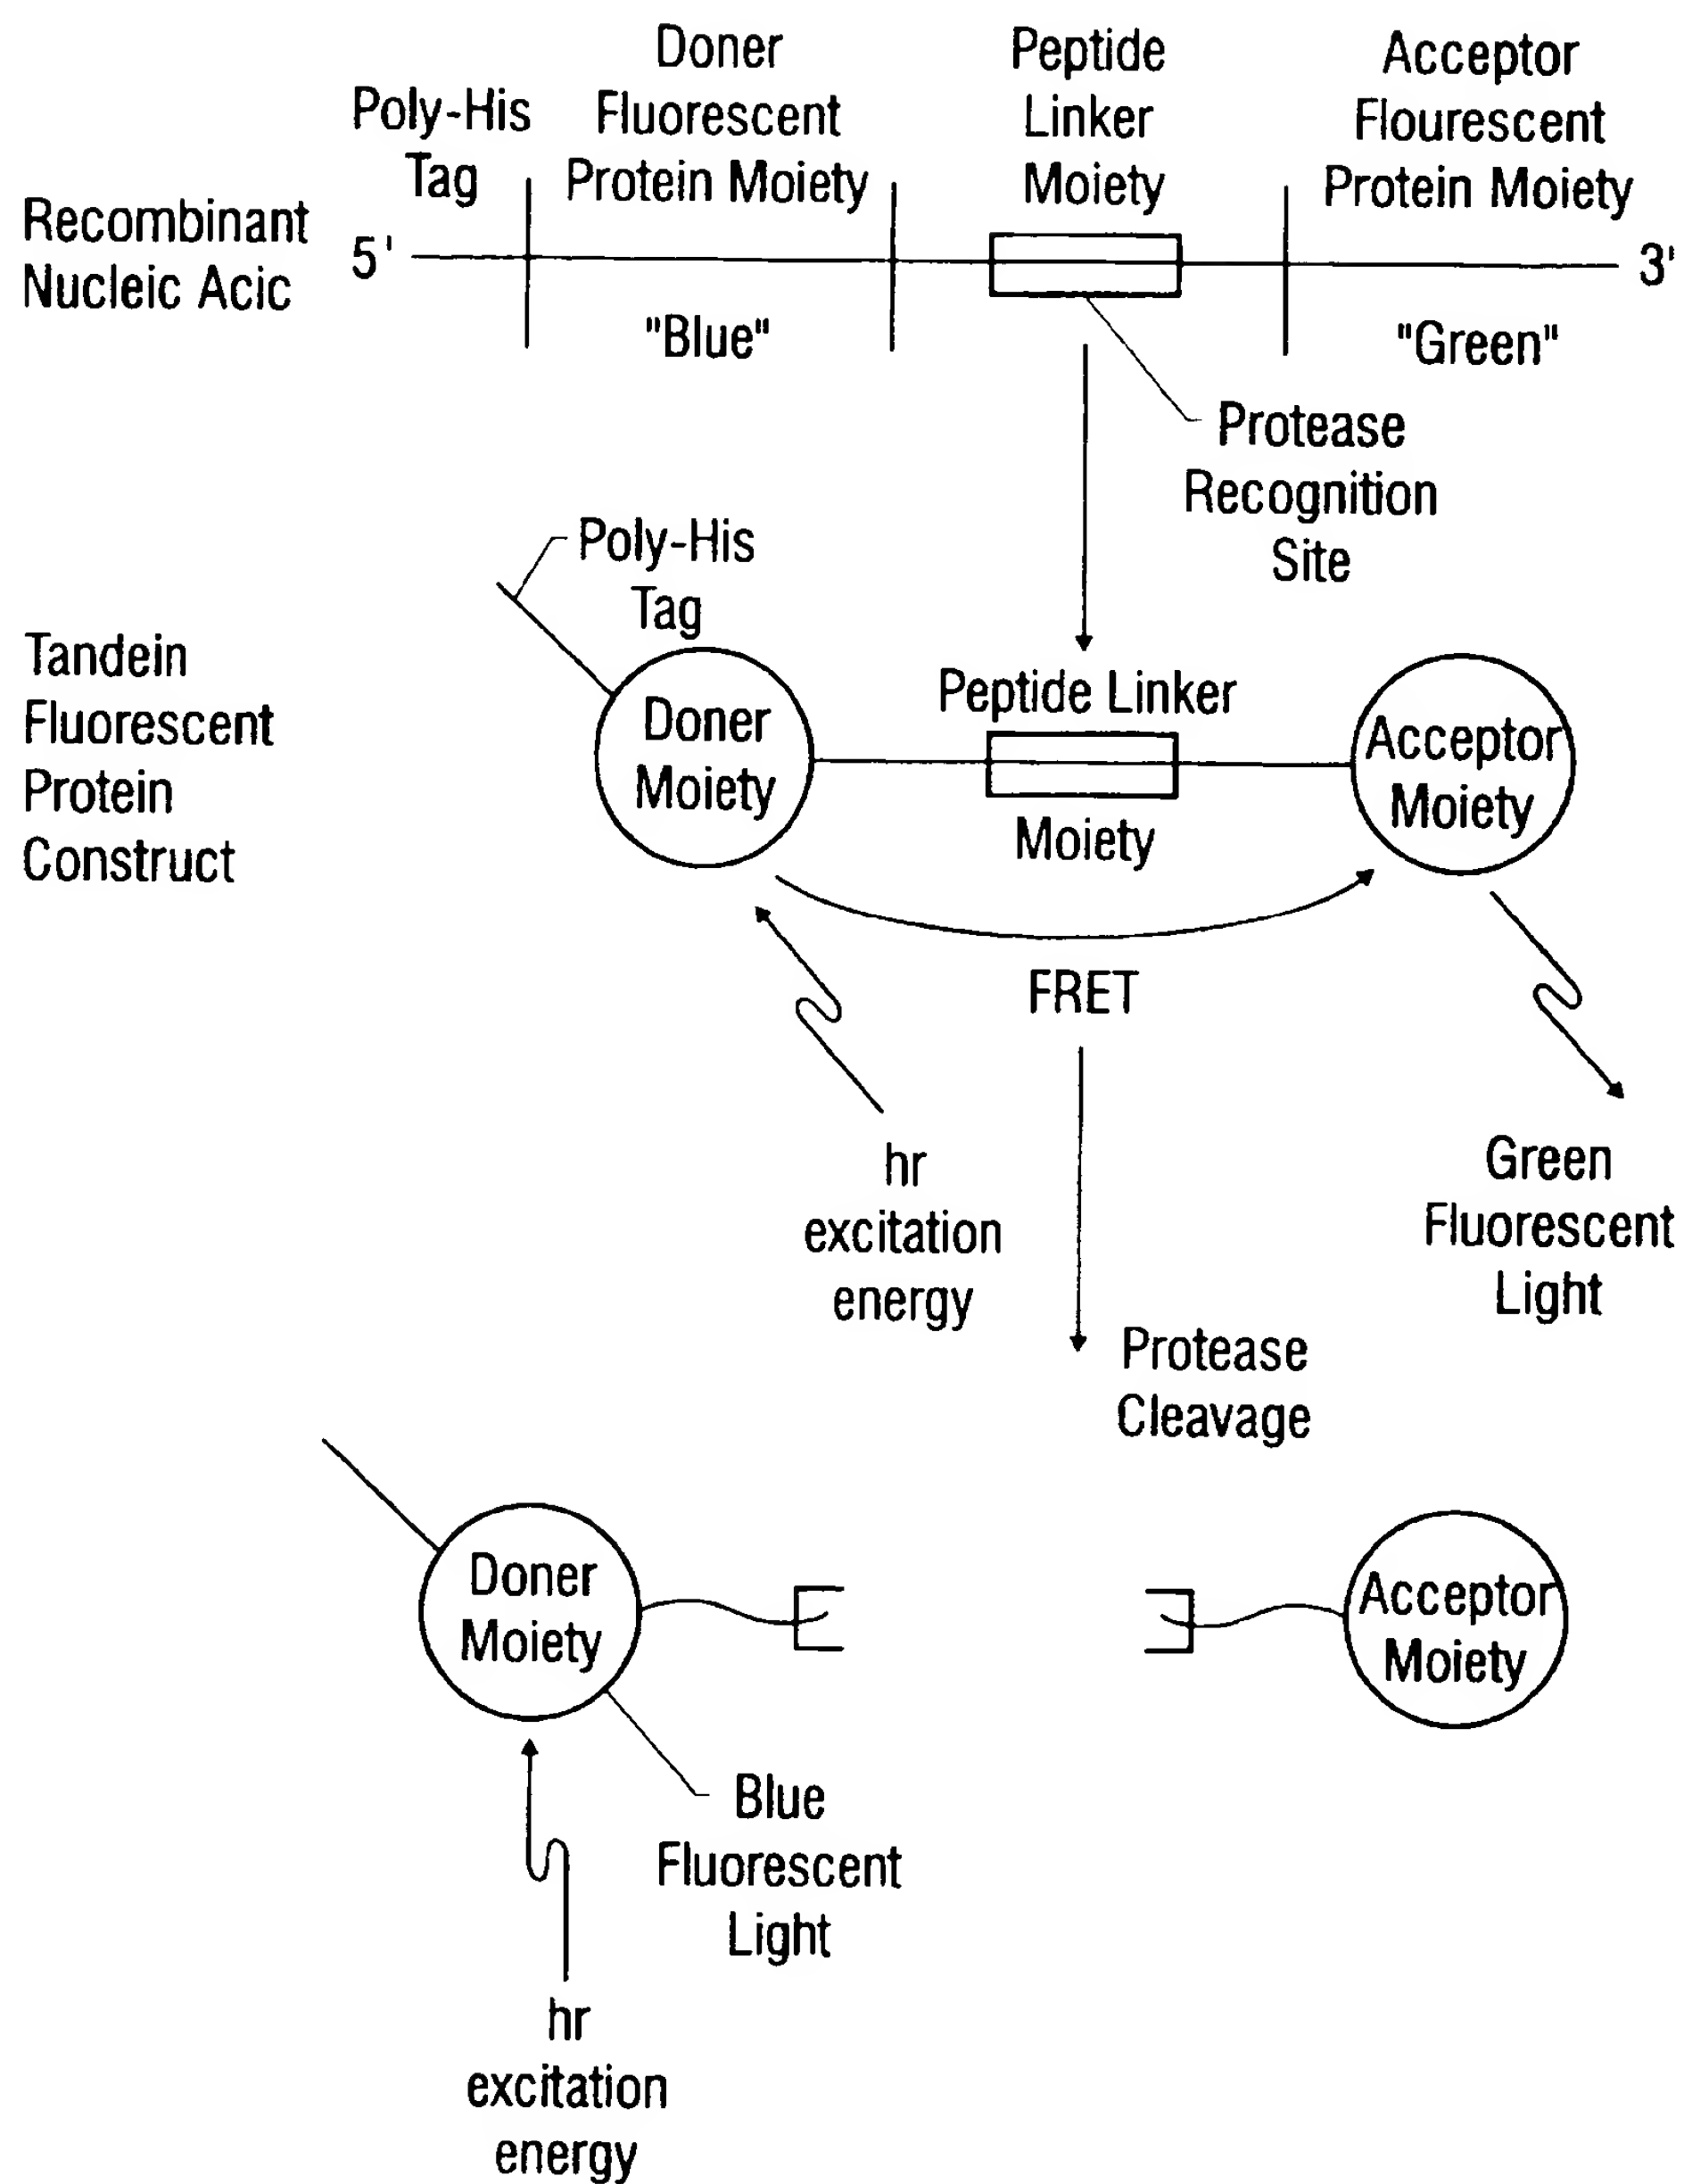 Poly-His
Tag
Doner
Fluorescent
Protein Moiety
Peptide
Linker
Moiety
Acceptor
Flourescent
Protein Moiety
Recombinant
Nucleic Acic
5'
3'
"Blue"
"Green"
Protease
Recognition
Site
Poly-His
Tag
Tandein
Fluorescent
Protein
Construct
Doner
Moiety
Peptide Linker
Moiety
Acceptor
Moiety
FRET
hr
excitation
energy
Green
Fluorescent
Light
Protease
Cleavage
Doner
Moiety
Acceptor
Moiety
Blue
Fluorescent
Light
hr
excitation
energy